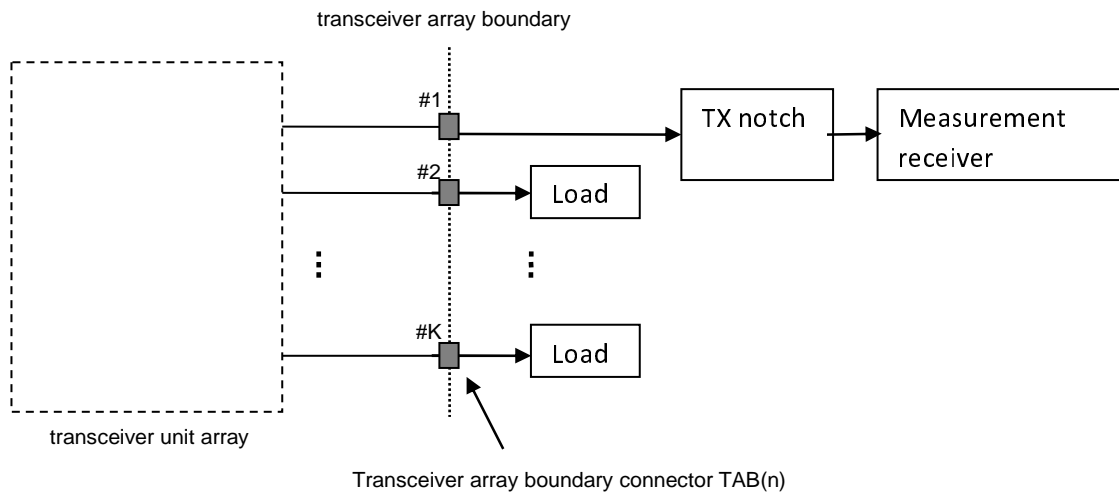 transceiver array boundary
#1
TX notch
Measurement
receiver
#2
Load
#K
Load
transceiver unit array
Transceiver array boundary connector TAB(n)